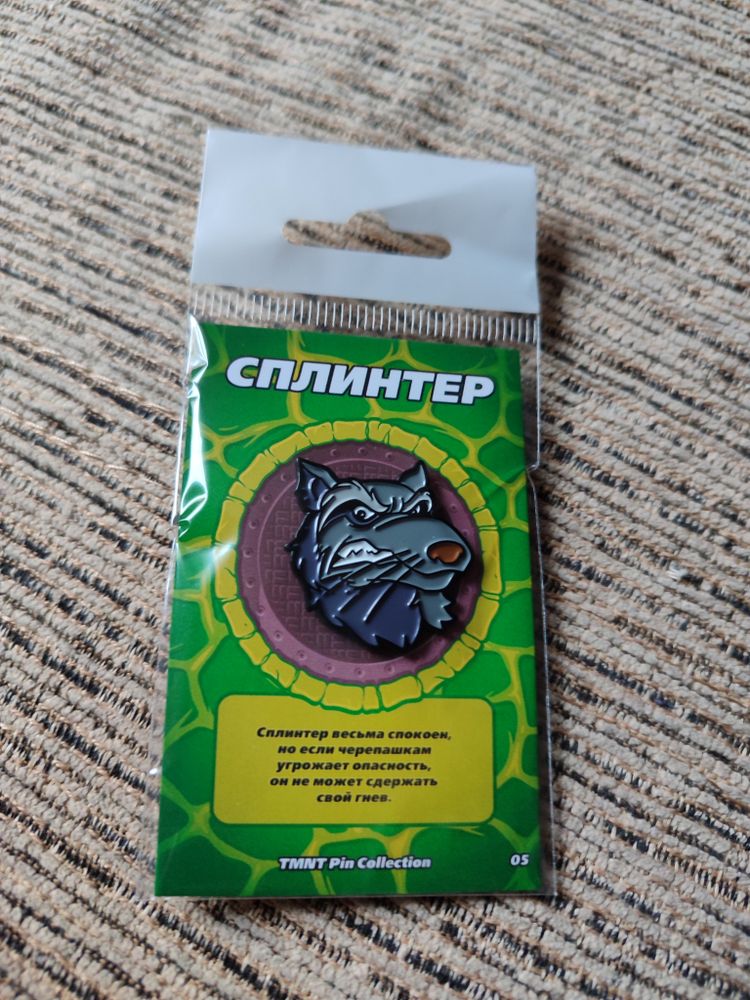 СПЛИНТЕР
Сплинтер весьма спокоен,
но если черепашкам
угрожает опасность,
он не может сдержать
свой гнев.
TMNT Pin Collection
05